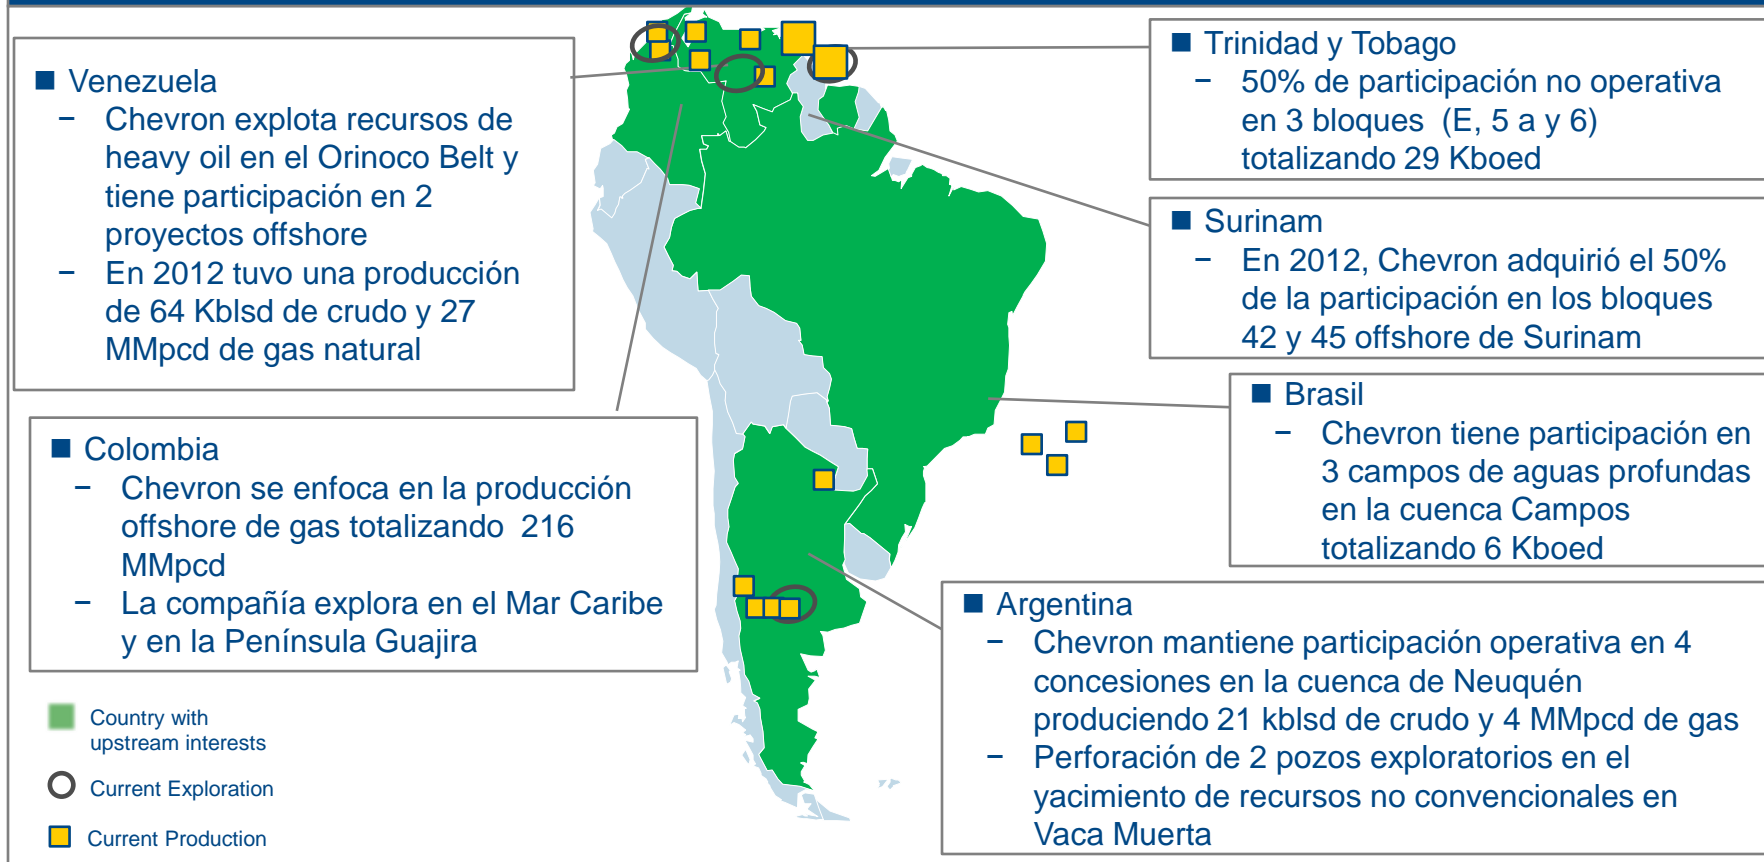 ■ Venezuela
− Chevron explota recursos de
heavy oil en el Orinoco Belt y
tiene participación en 2
proyectos offshore
− En 2012 tuvo una producción
de 64 Kblsd de crudo y 27
MMpcd de gas natural
■ Colombia
− Chevron se enfoca en la producción
offshore de gas totalizando 216
MMpcd
− La compañía explora en el Mar Caribe
y en la Península Guajira
Country with
upstream interests
Current Exploration
Current Production
■ Trinidad y Tobago
− 50% de participación no operativa
en 3 bloques (E, 5 a y 6)
totalizando 29 Kboed
■ Surinam
− En 2012, Chevron adquirió el 50%
de la participación en los bloques
42 y 45 offshore de Surinam
■ Brasil
− Chevron tiene participación en
3 campos de aguas profundas
en la cuenca Campos
totalizando 6 Kboed
■ Argentina
− Chevron mantiene participación operativa en 4
concesiones en la cuenca de Neuquén
produciendo 21 kblsd de crudo y 4 MMpcd de gas
− Perforación de 2 pozos exploratorios en el
yacimiento de recursos no convencionales en
Vaca Muerta